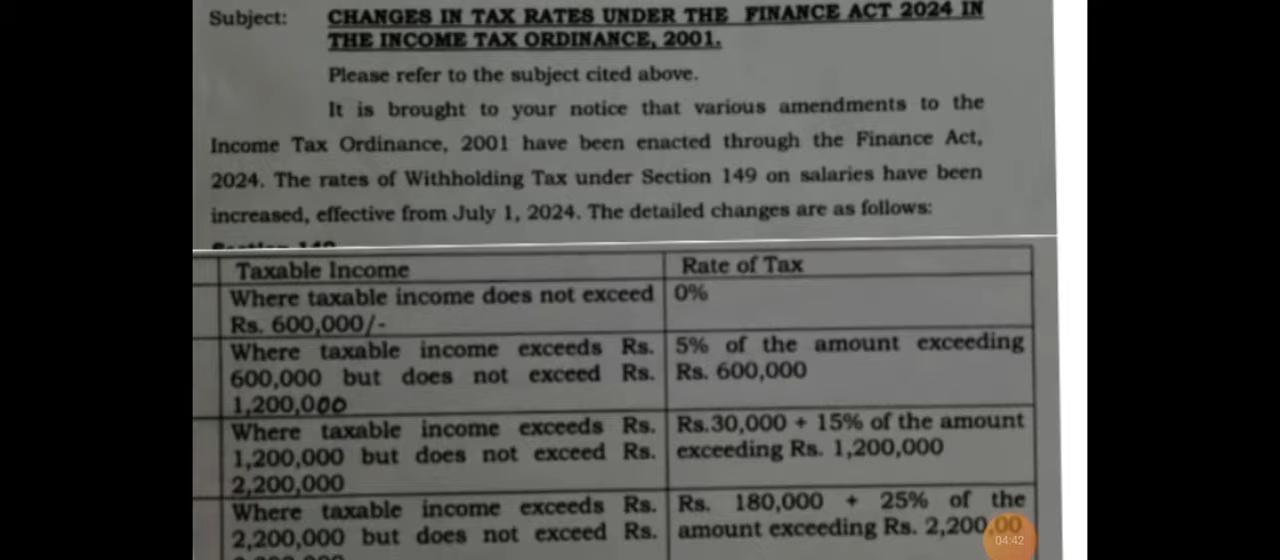 Subject: CHANGES IN TAX RATES UNDER THE FINANCE ACT 2024 IN
THE INCOME TAX ORDINANCE, 2001.
Please refer to the subject cited above.
It is brought to your notice that various amendments to the
Income Tax Ordinance, 2001 have been enacted through the Finance Act,
2024. The rates of Withholding Tax under Section 149 on salaries have been
increased, effective from July 1, 2024. The detailed changes are as follows:
Taxable Income
Rate of Tax
Where taxable income does not exceed
Rs. 600,000/-
0%
Where taxable income exceeds Rs.
600,000 but does not exceed Rs.
1,200,000
5% of the amount exceeding
Rs. 600,000
Where taxable income exceeds Rs.
1,200,000 but does not exceed Rs.
2,200,000
Rs.30,000 + 15% of the amount
exceeding Rs. 1,200,000
Where taxable income exceeds Rs.
2,200,000 but does not exceed Rs.
Rs. 180,000 + 25% of the
amount exceeding Rs. 2,200,00
04:42